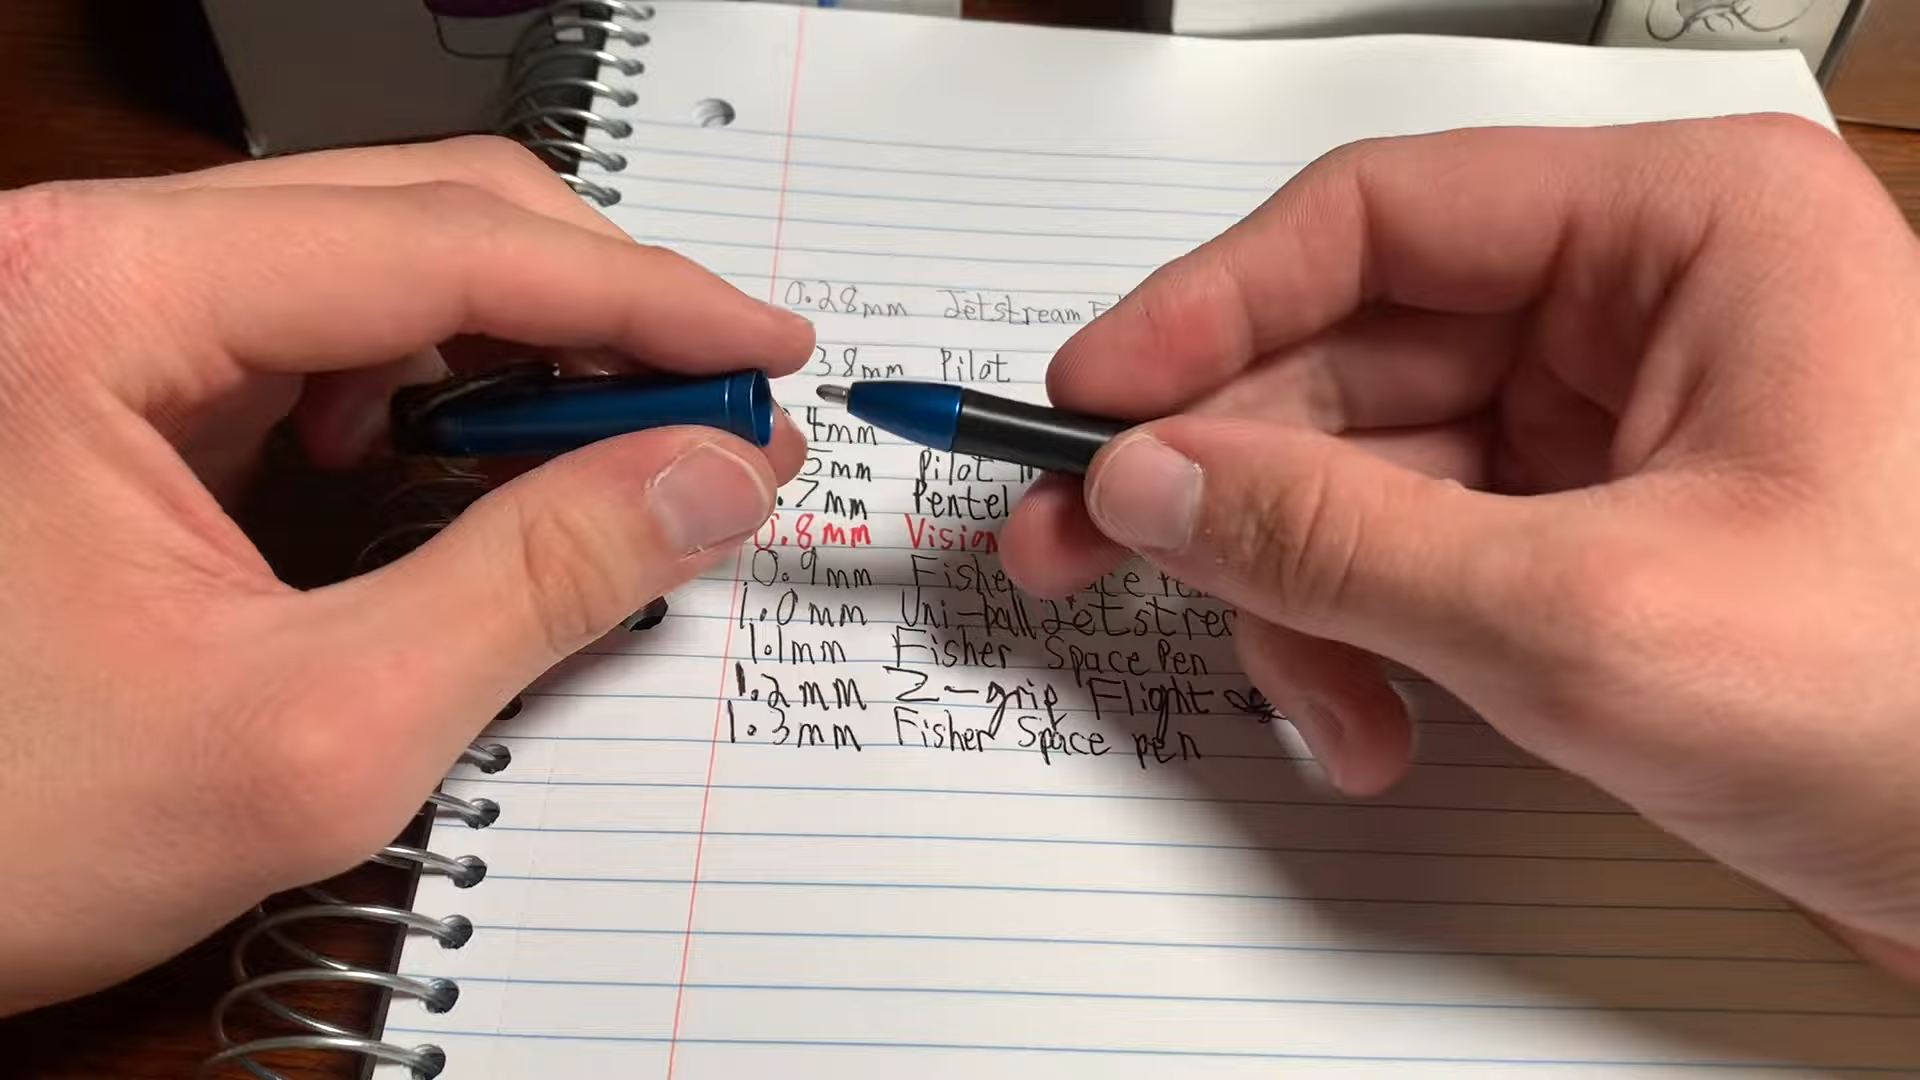 0.28mm Jetstream
38mm Pilot
4mm
5mm Pilot
.7mm Pentel
0.8mm Vision
0.9mm Fisher
1.0mm Uni-ball Jetstrea
1.1mm Fisher Space Pen
1.2mm Z-grip Flight
1.3mm Fisher Space pen